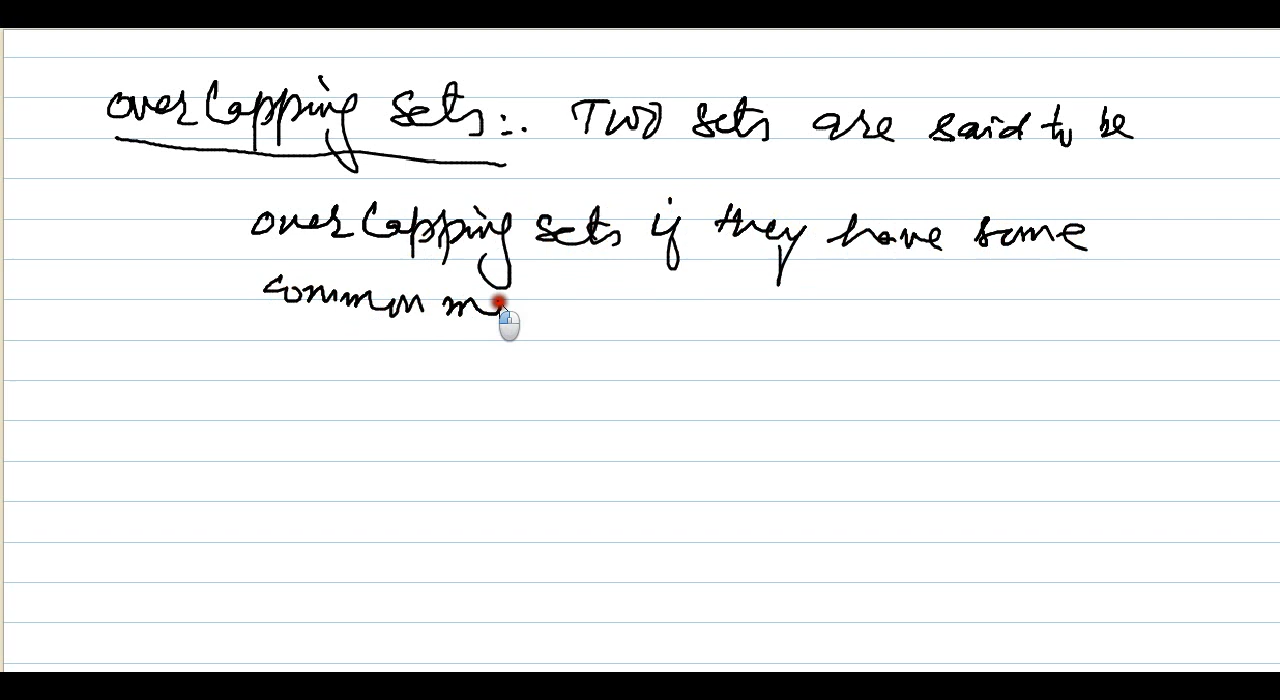 overlapping sets:. Two sets are said to be
overlapping sets if they have some
common m